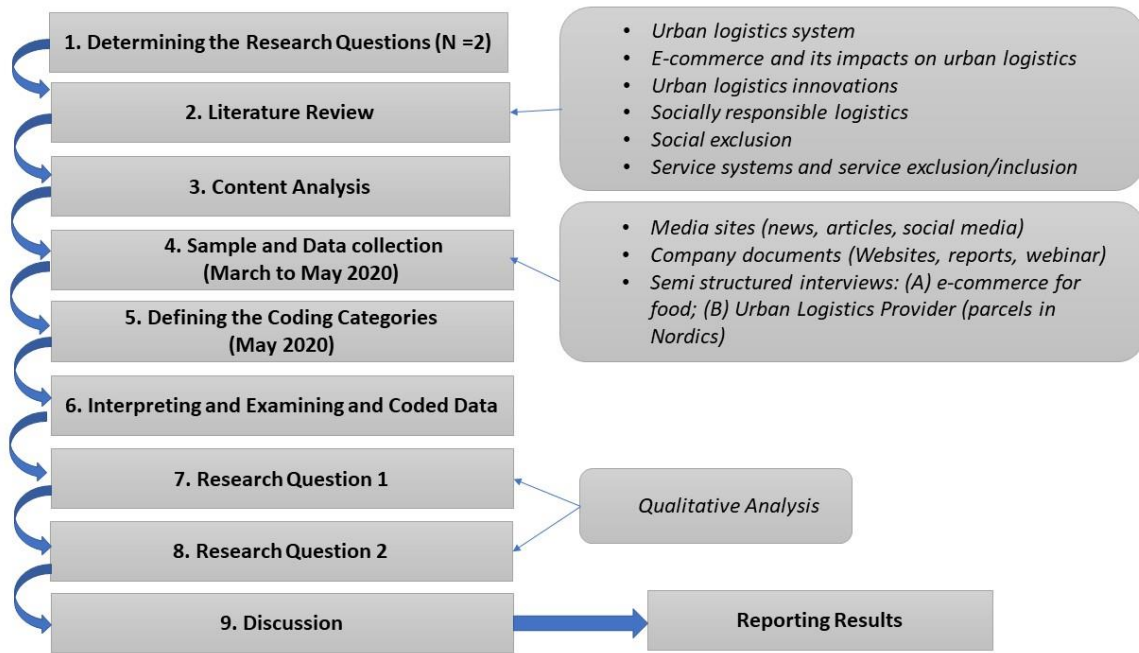 1. Determining the Research Questions (N =2)
2. Literature Review
3. Content Analysis
4. Sample and Data collection
(March to May 2020)
5. Defining the Coding Categories
(May 2020)
6. Interpreting and Examining and Coded Data
7. Research Question 1
8. Research Question 2
9. Discussion
• Urban logistics system
• E-commerce and its impacts on urban logistics
• Urban logistics innovations
• Socially responsible logistics
• Social exclusion
• Service systems and service exclusion/inclusion
• Media sites (news, articles, social media)
• Company documents (Websites, reports, webinar)
• Semi structured interviews: (A) e-commerce for
food; (B) Urban Logistics Provider (parcels in
Nordics)
Qualitative Analysis
Reporting Results